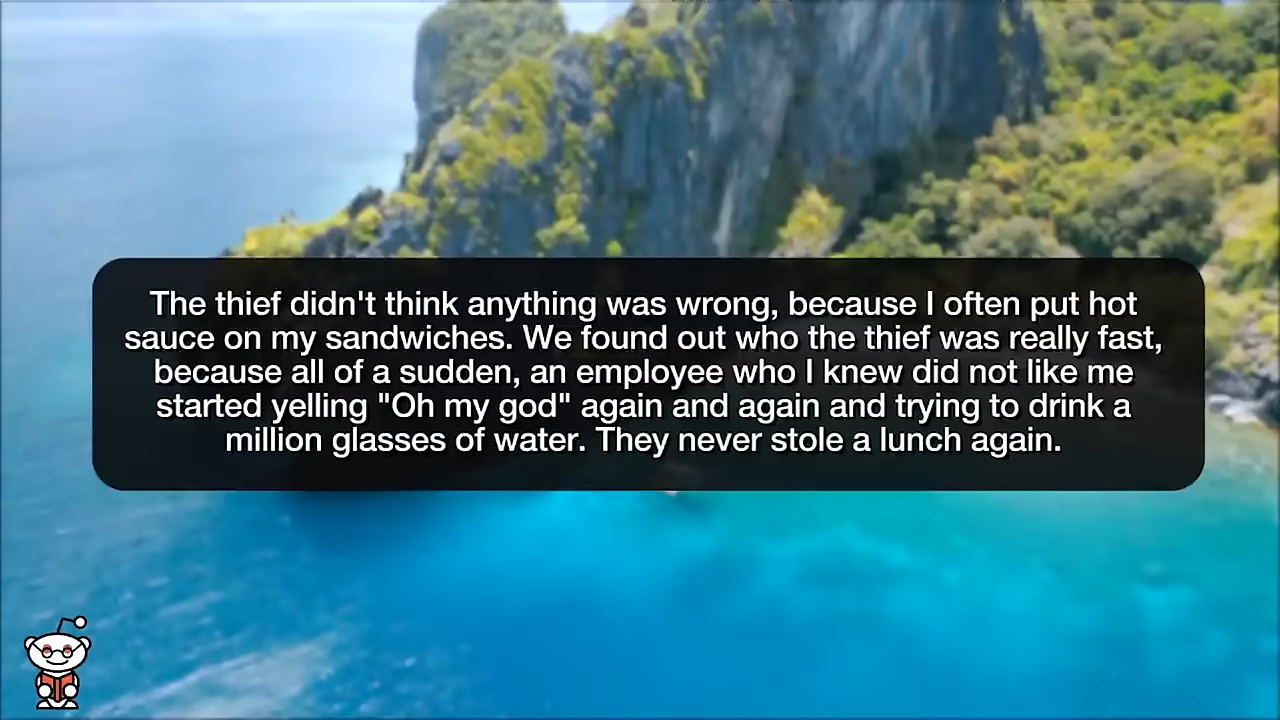 The thief didn't think anything was wrong, because I often put hot
sauce on my sandwiches. We found out who the thief was really fast,
because all of a sudden, an employee who I knew did not like me
started yelling "Oh my god" again and again and trying to drink a
million glasses of water. They never stole a lunch again.